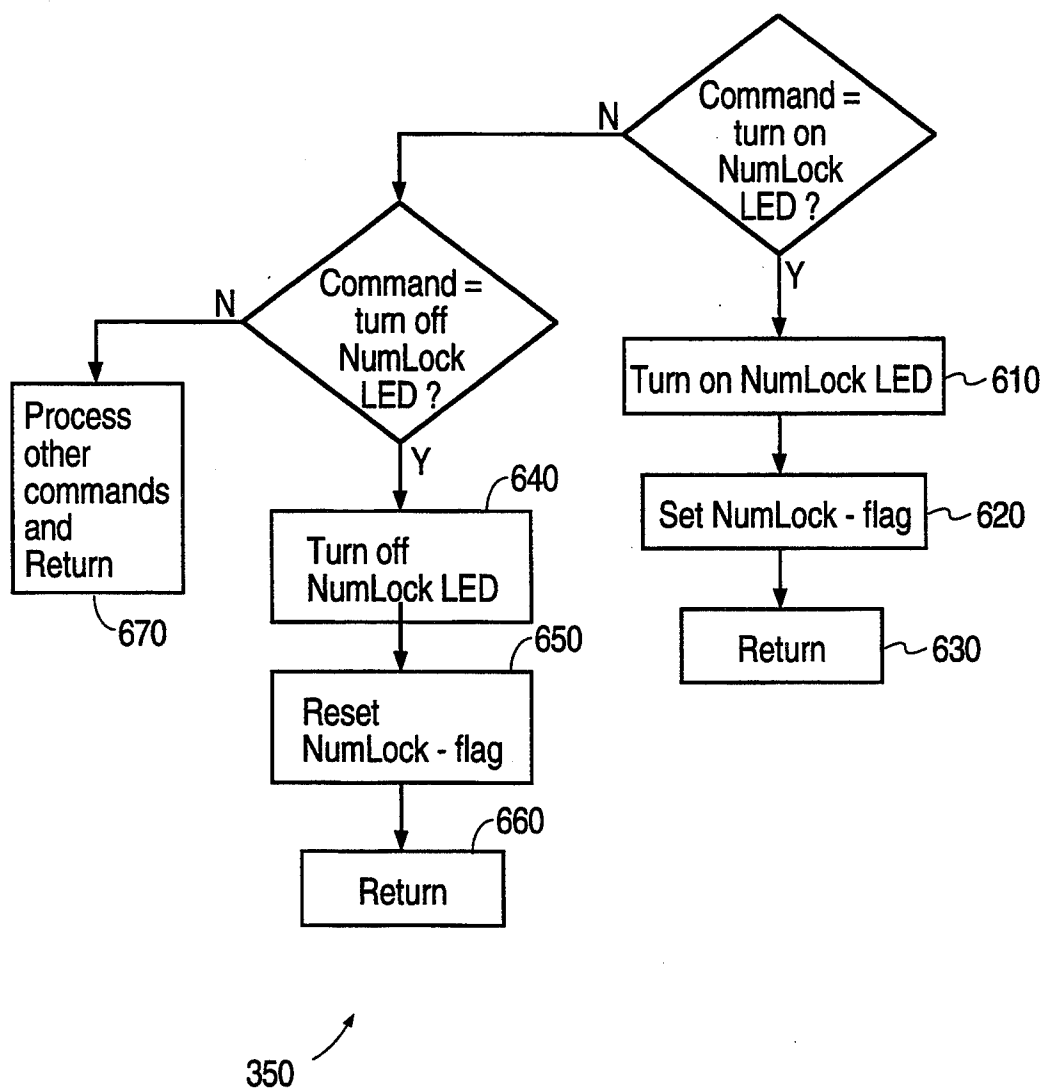 Command =
turn on
NumLock
LED ?
N
Y
Turn on NumLock LED
610
Set NumLock - flag
620
Return
630
Command =
turn off
NumLock
LED ?
N
Y
Process
other
commands
and
Return
670
640
Turn off
NumLock LED
650
Reset
NumLock - flag
660
Return
350